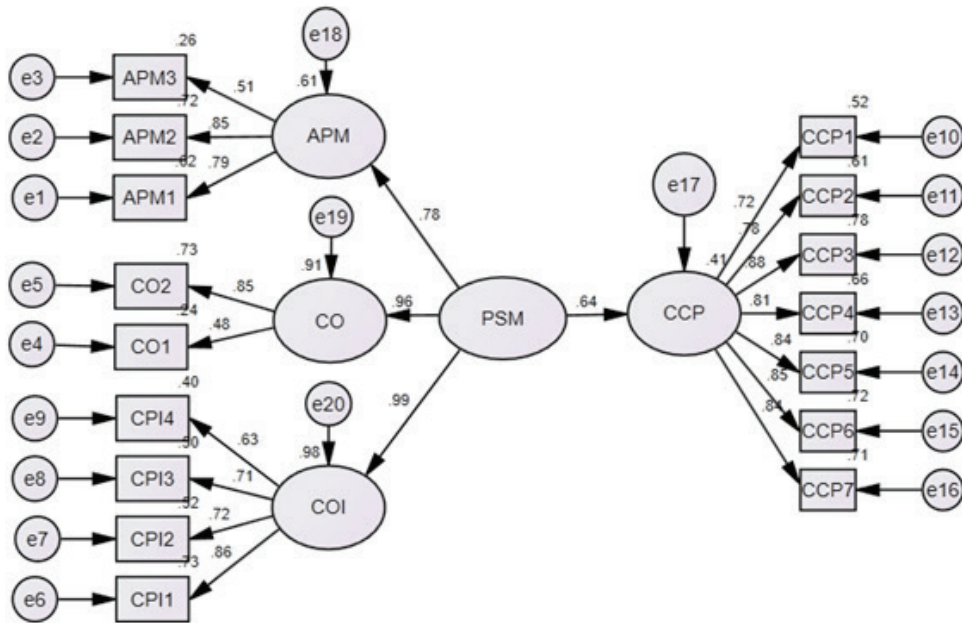 e18
.26
e3
APM3
.51
.61
.72
e2
APM2
.85
APM
.62
.79
e1
APM1
e19
.78
.73
.91
e5
CO2
.85
.24
CO
.96
e4
CO1
.48
PSM
.64
.40
e20
.99
e9
CPI4
.63
.50
.98
e8
CPI3
.71
.52
COI
e7
CPI2
.72
.73
.86
e6
CPI1
.52
CCP1
e10
.61
e17
.72
CCP2
e11
.78
.78
.41
.88
CCP3
e12
.66
CCP
.81
CCP4
e13
.70
.84
CCP5
e14
.85
.72
.84
CCP6
e15
.71
CCP7
e16